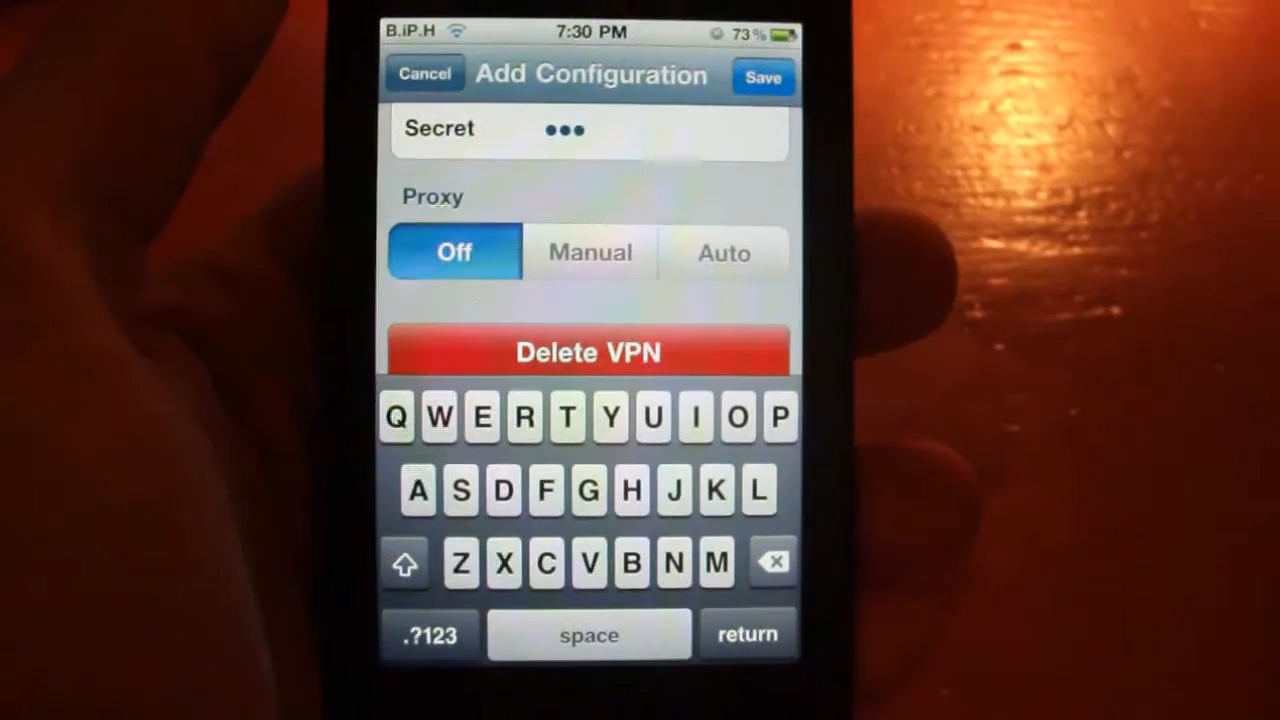 B.iP.H 7:30 PM 73%
Cancel Add Configuration Save
Secret •••
Proxy
Off Manual Auto
Delete VPN
Q W E R T Y U I O P
A S D F G H J K L
Z X C V B N M
.?123 space return